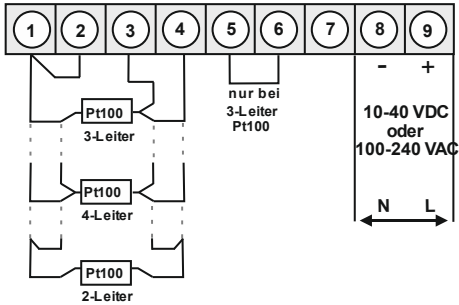 1 2 3 4 5 6 7 8 9
- +
nur bei
3-Leiter
Pt100
Pt100
3-Leiter
10-40 VDC
oder
100-240 VAC
Pt100
4-Leiter
N L
Pt100
2-Leiter